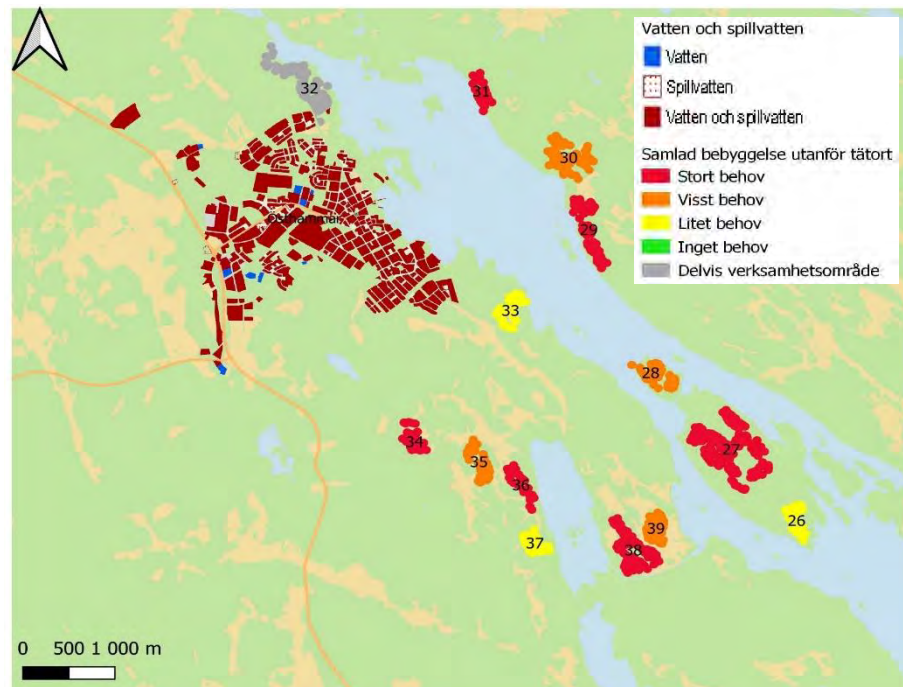 Vatten och spillvatten
Vatten
Spillvatten
Vatten och spillvatten
Samlad bebyggelse utanför tätort
Stort behov
Visst behov
Litet behov
Inget behov
Delvis verksamhetsområde
32
31
30
29
Östhammar
33
28
34
35
27
36
26
37
39
38
0 500 1 000 m